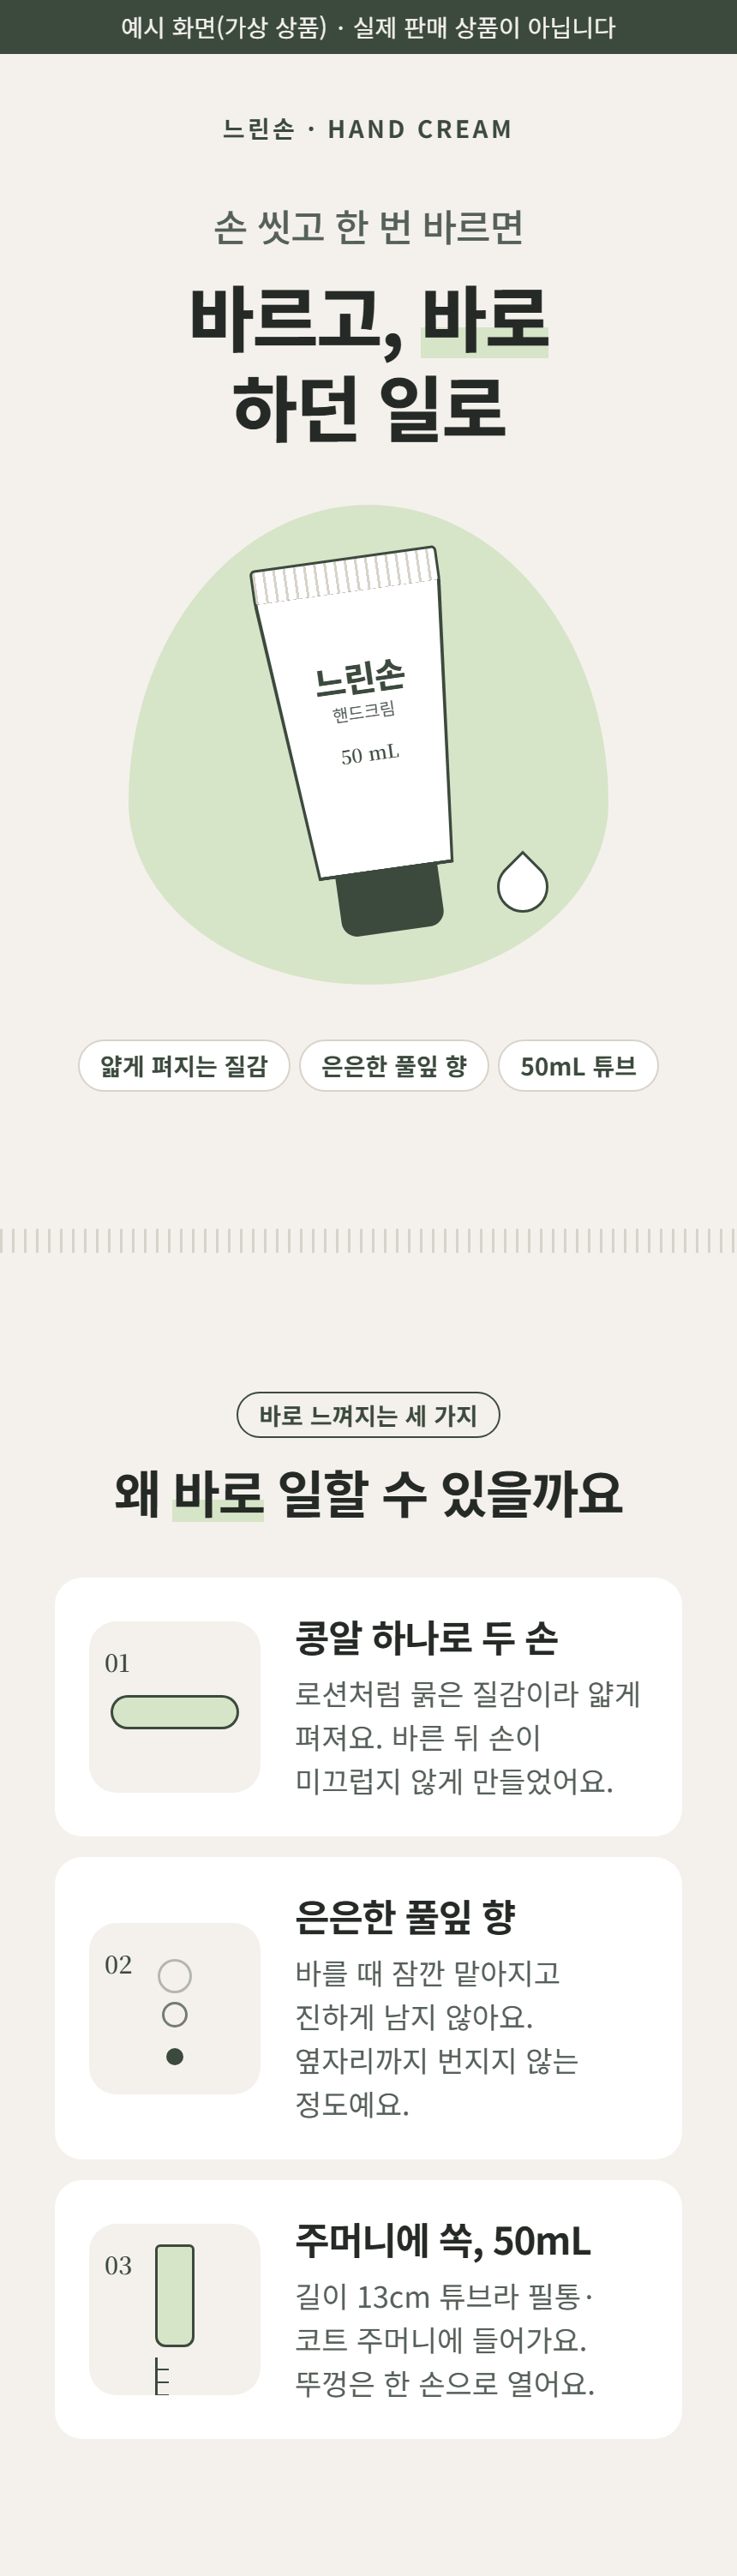 예시 화면(가상 상품) · 실제 판매 상품이 아닙니다
느린손 · HAND CREAM
손 씻고 한 번 바르면
바르고, 바로
하던 일로
느린손
핸드크림
50 mL
얇게 펴지는 질감
은은한 풀잎 향
50mL 튜브
바로 느껴지는 세 가지
왜 바로 일할 수 있을까요
01
콩알 하나로 두 손
로션처럼 묽은 질감이라 얇게
펴져요. 바른 뒤 손이
미끄럽지 않게 만들었어요.
02
은은한 풀잎 향
바를 때 잠깐 맡아지고
진하게 남지 않아요.
옆자리까지 번지지 않는
정도예요.
03
주머니에 쏙, 50mL
길이 13cm 튜브라 필통·
코트 주머니에 들어가요.
뚜껑은 한 손으로 열어요.